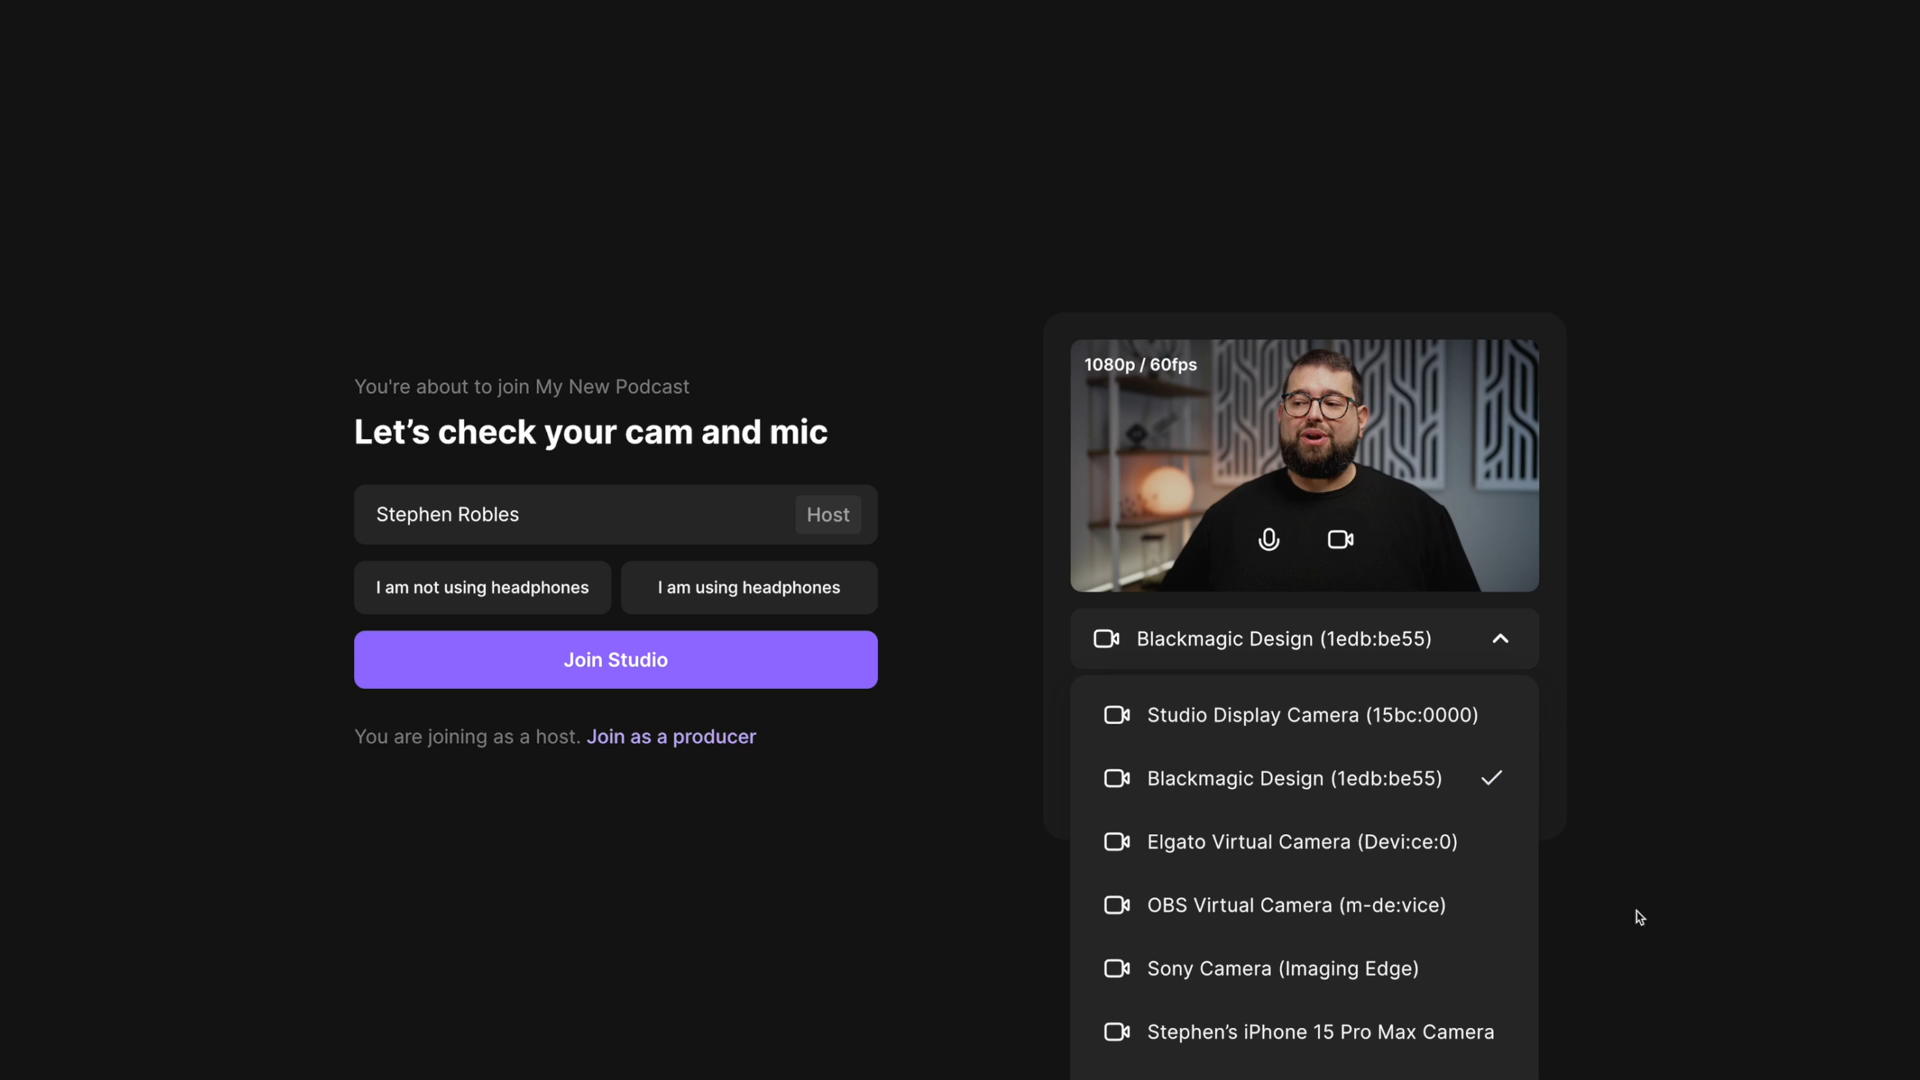 You're about to join My New Podcast
Let’s check your cam and mic
Stephen Robles
Host
I am not using headphones
I am using headphones
Join Studio
You are joining as a host. Join as a producer
1080p / 60fps
Blackmagic Design (1edb:be55)
Studio Display Camera (15bc:0000)
Blackmagic Design (1edb:be55)
Elgato Virtual Camera (Devi:ce:0)
OBS Virtual Camera (m-de:vice)
Sony Camera (Imaging Edge)
Stephen’s iPhone 15 Pro Max Camera